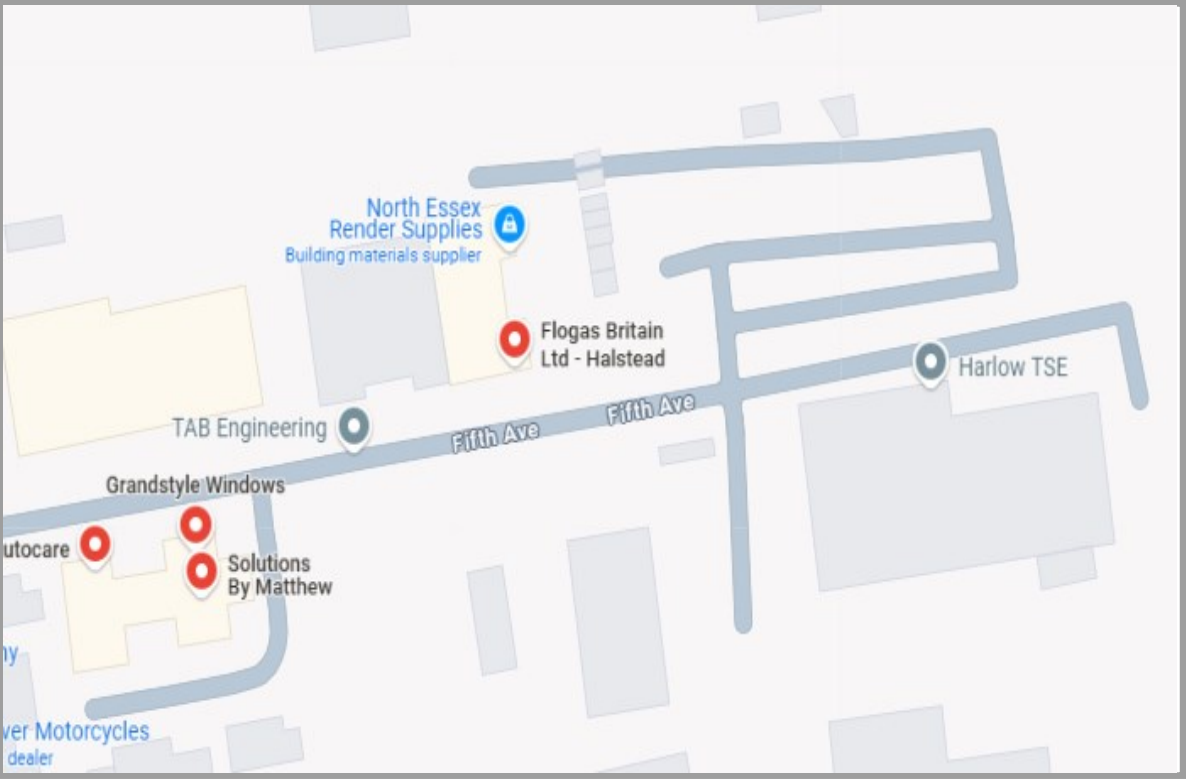 North Essex
Render Supplies
Building materials supplier
Flogas Britain
Ltd - Halstead
Harlow TSE
TAB Engineering
Fifth Ave
Fifth Ave
Grandstyle Windows
utocare
Solutions
By Matthew
ny
ver Motorcycles
dealer